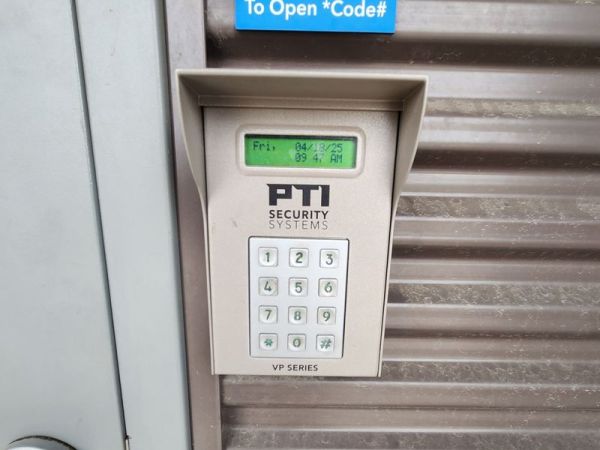 To Open *Code#
Fri, 04/18/25
09 47 AM
PTI
SECURITY
SYSTEMS
1 2 3
4 5 6
7 8 9
* 0 #
VP SERIES